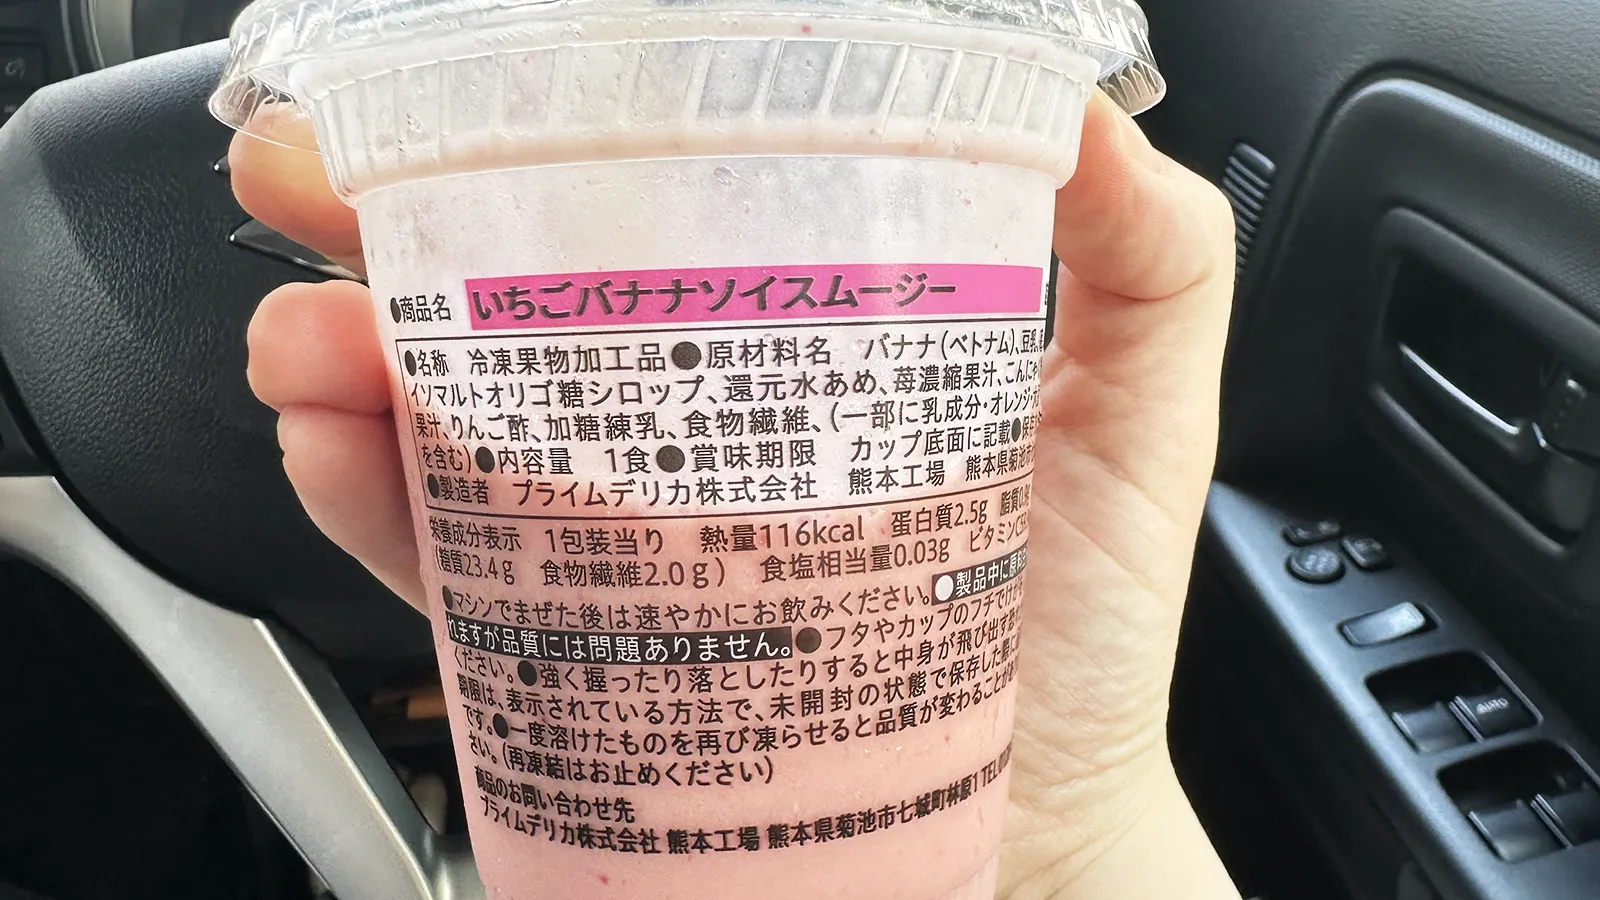 ●商品名 いちごバナナソイスムージー
●名称 冷凍果物加工品●原材料名 バナナ(ベトナム)、豆乳、
イソマルトオリゴ糖シロップ、還元水あめ、苺濃縮果汁、こんにゃ
果汁、りんご酢、加糖練乳、食物繊維、(一部に乳成分・オレンジ・
を含む)●内容量 1食●賞味期限 カップ底面に記載●保存
●製造者 プライムデリカ株式会社 熊本工場 熊本県菊池市
栄養成分表示 1包装当り 熱量116kcal 蛋白質2.5g 脂質
(糖質23.4g 食物繊維2.0g) 食塩相当量0.03g ビタミンC
●マシンでまぜた後は速やかにお飲みください。●製品中に原料
れますが品質には問題ありません。●フタやカップのフチでけが
ください。●強く握ったり落としたりすると中身が飛び出す
期限は、表示されている方法で、未開封の状態で保存した際に
です。●一度溶けたものを再び凍らせると品質が変わることが
さい。(再凍結はお止めください)
商品のお問い合わせ先
プライムデリカ株式会社 熊本工場 熊本県菊池市七城町林原1 TEL